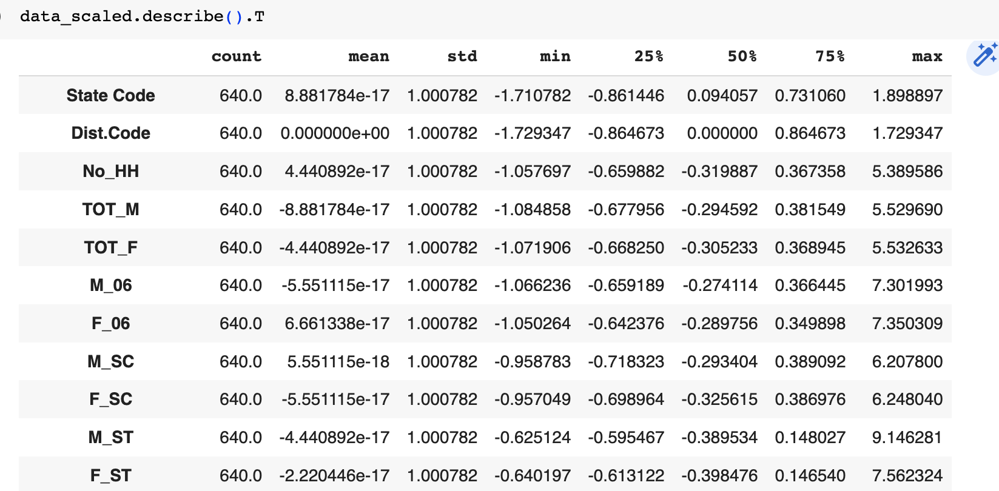 data_scaled.describe().T
count mean std min 25% 50% 75% max
State Code 640.0 8.881784e-17 1.000782 -1.710782 -0.861446 0.094057 0.731060 1.898897
Dist.Code 640.0 0.000000e+00 1.000782 -1.729347 -0.864673 0.000000 0.864673 1.729347
No_HH 640.0 4.440892e-17 1.000782 -1.057697 -0.659882 -0.319887 0.367358 5.389586
TOT_M 640.0 -8.881784e-17 1.000782 -1.084858 -0.677956 -0.294592 0.381549 5.529690
TOT_F 640.0 -4.440892e-17 1.000782 -1.071906 -0.668250 -0.305233 0.368945 5.532633
M_06 640.0 -5.551115e-17 1.000782 -1.066236 -0.659189 -0.274114 0.366445 7.301993
F_06 640.0 6.661338e-17 1.000782 -1.050264 -0.642376 -0.289756 0.349898 7.350309
M_SC 640.0 5.551115e-18 1.000782 -0.958783 -0.718323 -0.293404 0.389092 6.207800
F_SC 640.0 -5.551115e-17 1.000782 -0.957049 -0.698964 -0.325615 0.386976 6.248040
M_ST 640.0 -4.440892e-17 1.000782 -0.625124 -0.595467 -0.389534 0.148027 9.146281
F_ST 640.0 -2.220446e-17 1.000782 -0.640197 -0.613122 -0.398476 0.146540 7.562324